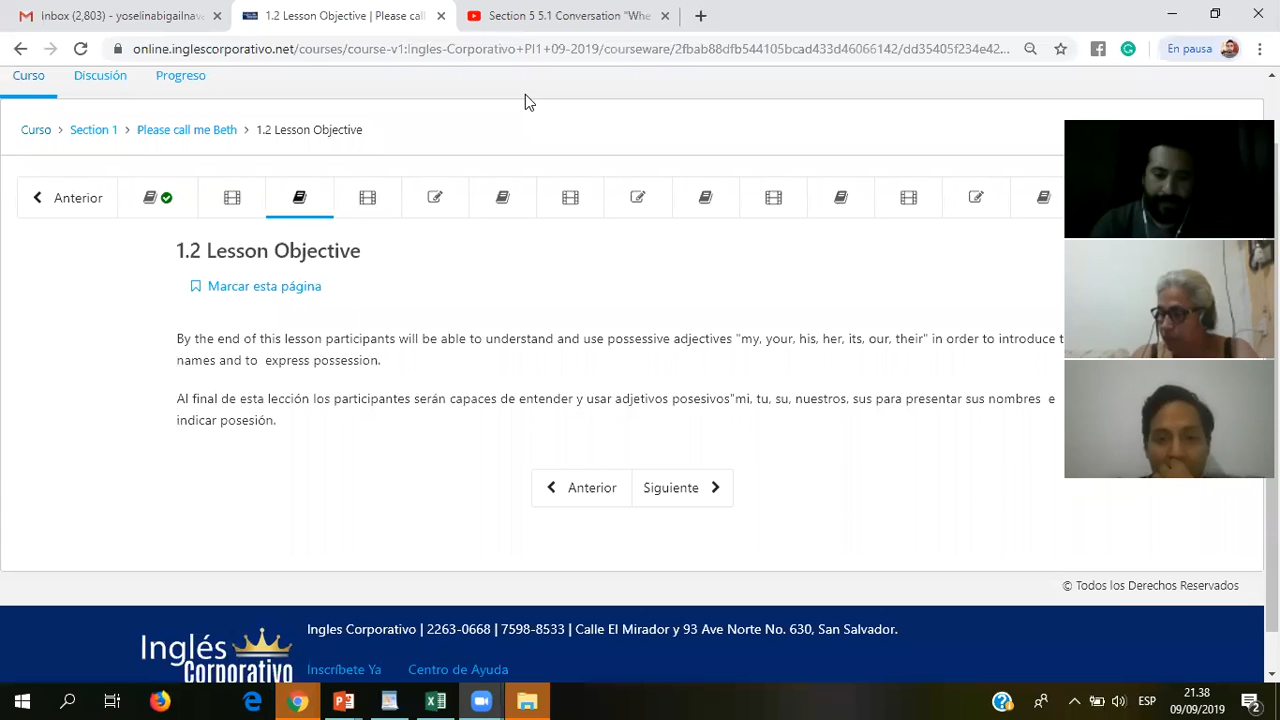 Inbox (2,803) - yoselinabigailnav
1.2 Lesson Objective | Please call
Section 5 5.1 Conversation "Whe
online.inglescorporativo.net/courses/course-v1:Ingles-Corporativo+PI1+09-2019/courseware/2fbab88dfb544105bcad433d46066142/dd35405f234e42...
En pausa
Curso Discusión Progreso
Curso > Section 1 > Please call me Beth > 1.2 Lesson Objective
Anterior
1.2 Lesson Objective
Marcar esta página
By the end of this lesson participants will be able to understand and use possessive adjectives "my, your, his, her, its, our, their" in order to introduce t
names and to express possession.
Al final de esta lección los participantes serán capaces de entender y usar adjetivos posesivos"mi, tu, su, nuestros, sus para presentar sus nombres e
indicar posesión.
Anterior Siguiente
© Todos los Derechos Reservados
Inglés
Corporativo
Ingles Corporativo | 2263-0668 | 7598-8533 | Calle El Mirador y 93 Ave Norte No. 630, San Salvador.
Inscríbete Ya Centro de Ayuda
ESP
21.38
09/09/2019
2